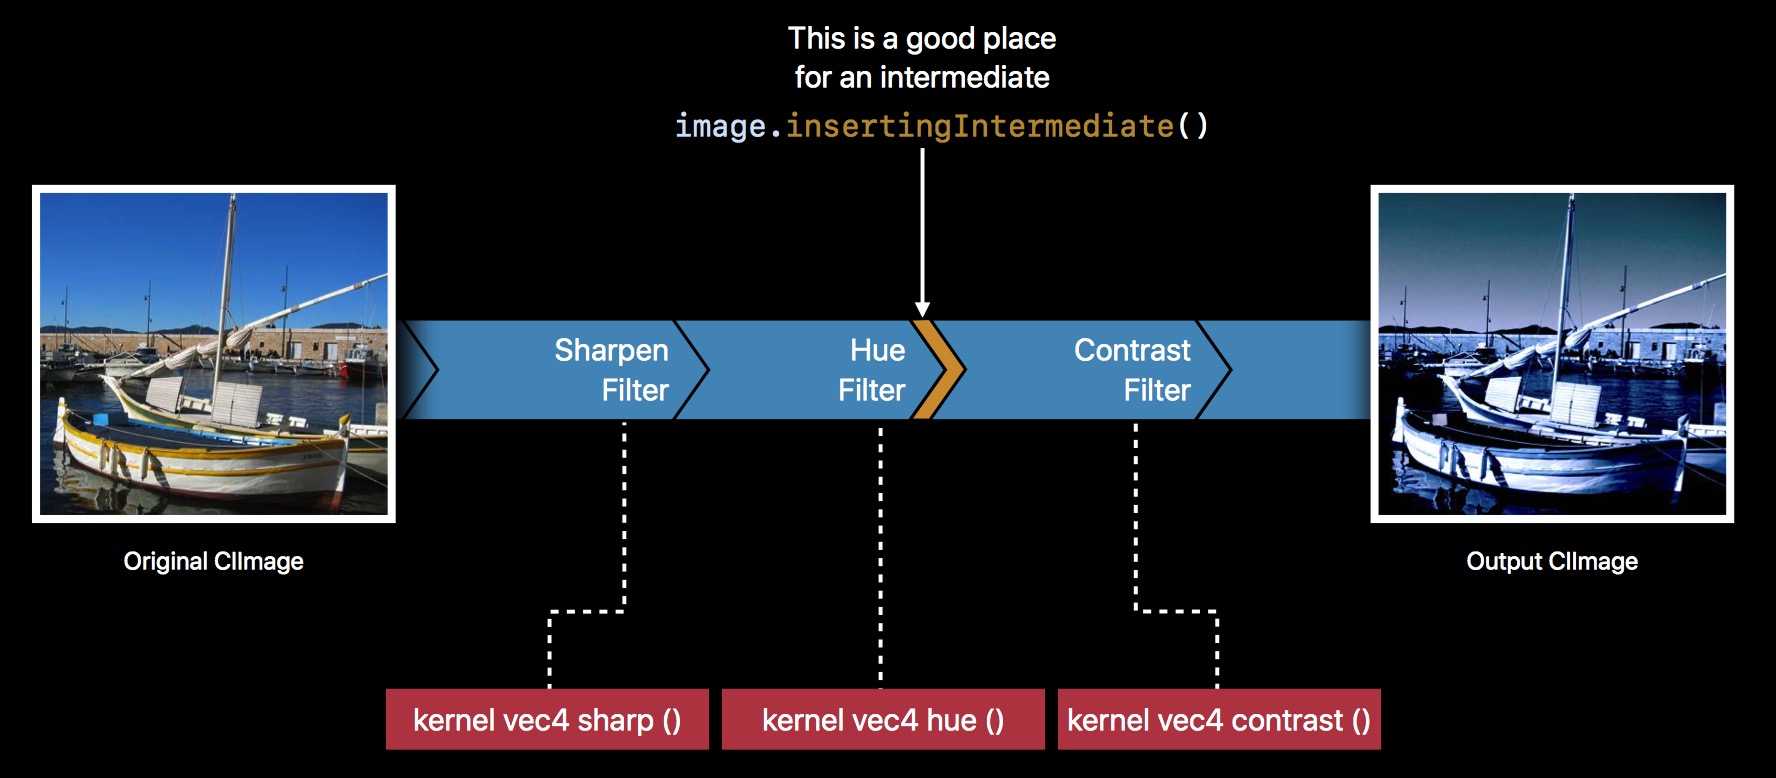 This is a good place
for an intermediate
image.insertingIntermediate()
Sharpen
Filter
Hue
Filter
Contrast
Filter
Original CIImage
Output CIImage
kernel vec4 sharp ()
kernel vec4 hue ()
kernel vec4 contrast ()